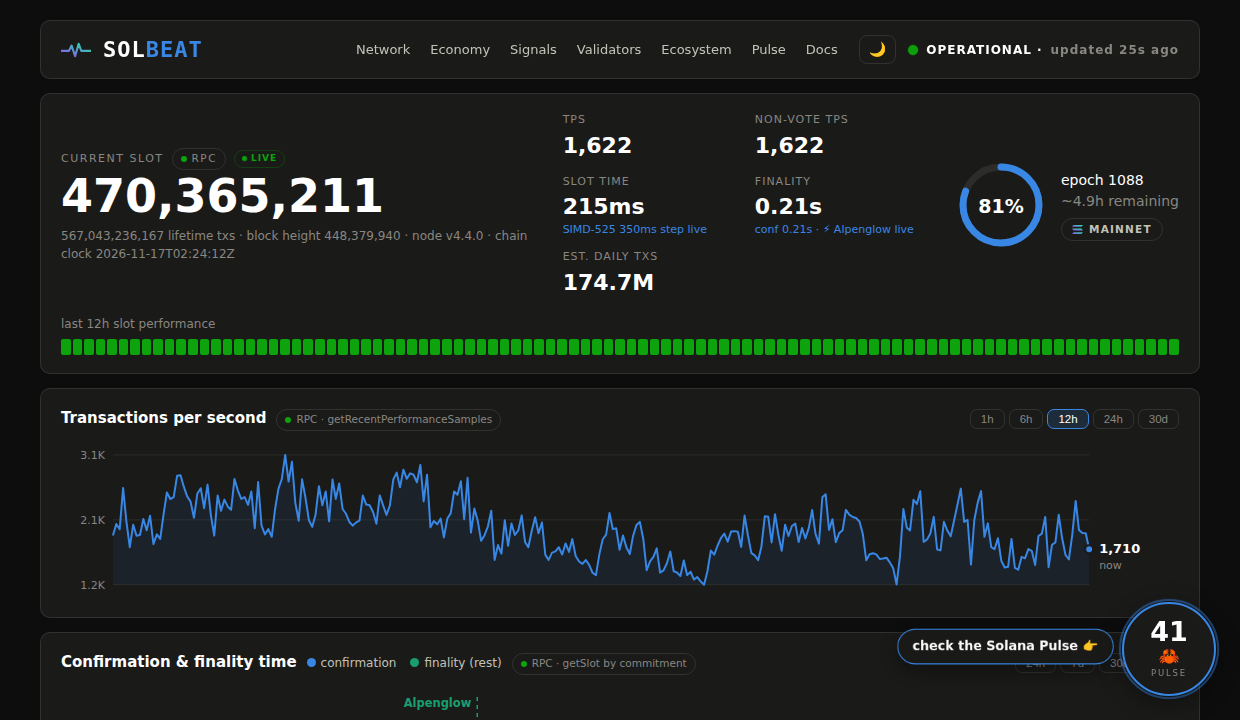 SOLBEAT
Network Economy Signals Validators Ecosystem Pulse Docs 🌙 OPERATIONAL · updated 25s ago
CURRENT SLOT RPC LIVE
470,365,211
567,043,236,167 lifetime txs · block height 448,379,940 · node v4.4.0 · chain
clock 2026-11-17T02:24:12Z
TPS
1,622
NON-VOTE TPS
1,622
SLOT TIME
215ms
SIMD-525 350ms step live
FINALITY
0.21s
conf 0.21s · ⚡ Alpenglow live
EST. DAILY TXS
174.7M
81%
epoch 1088
~4.9h remaining
MAINNET
last 12h slot performance
Transactions per second RPC · getRecentPerformanceSamples
1h 6h 12h 24h 30d
3.1K
2.1K
1.2K
1,710
now
Confirmation & finality time confirmation finality (rest) RPC · getSlot by commitment
Alpenglow
check the Solana Pulse 👉
41
🦀
PULSE